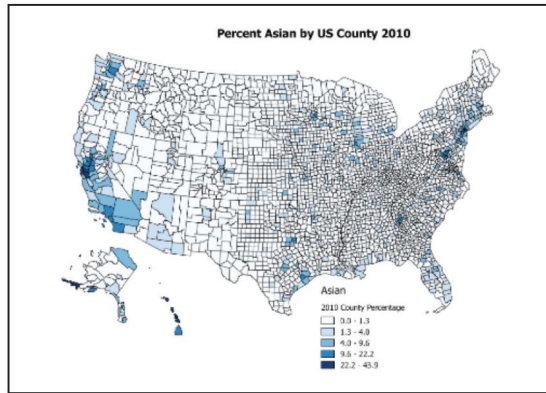 Percent Asian by US County 2010
Asian
2010 County Percentage
0.0 - 1.3
1.3 - 4.0
4.0 - 9.6
9.6 - 22.2
22.2 - 43.9